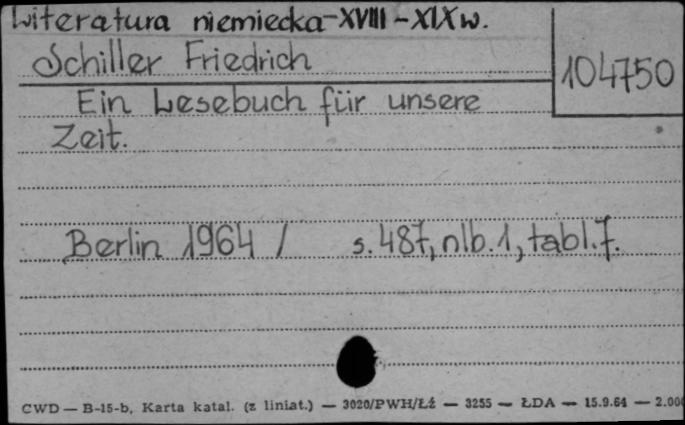 Literatura niemiecka-XVIII-XIX w.
Schiller Friedrich
104750
Ein Lesebuch für unsere
Zeit.
Berlin 1964 / s. 487, nlb. 1, tabl. 7.
CWD — B-15-b, Karta katal. (z liniat.) — 3020/PWH/Łź — 3255 — ŁDA — 15.9.64 — 2.00